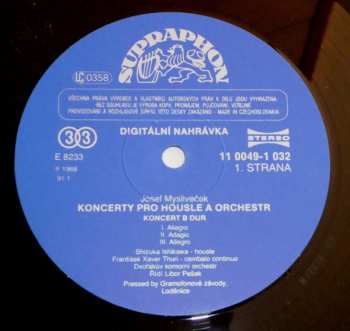 SUPRAPHON
LC 0358
VŠECHNA PRÁVA VÝROBCE A VLASTNÍKŮ AUTORSKÝCH PRÁV K DÍLU JSOU VYHRAZENA.
BEZ SOUHLASU JE VÝROBA KOPIÍ, PRONÁJEM, PŮJČOVÁNÍ, VEŘEJNÉ
PROVOZOVÁNÍ A ROZHLASOVÉ ŠÍŘENÍ TÉTO DESKY ZAKÁZÁNO - MADE IN CZECHOSLOVAKIA
33
DIGITÁLNÍ NAHRÁVKA
STEREO
E 8233
11 0049-1 032
1. STRANA
Josef Mysliveček
KONCERTY PRO HOUSLE A ORCHESTR
KONCERT B DUR
I. Allegro
II. Adagio
III. Allegro
Shizuka Ishikawa - housle
František Xaver Thuri - cembalo continuo
Dvořákův komorní orchestr
Řídí Libor Pešek
Pressed by Gramofonové závody,
Loděnice